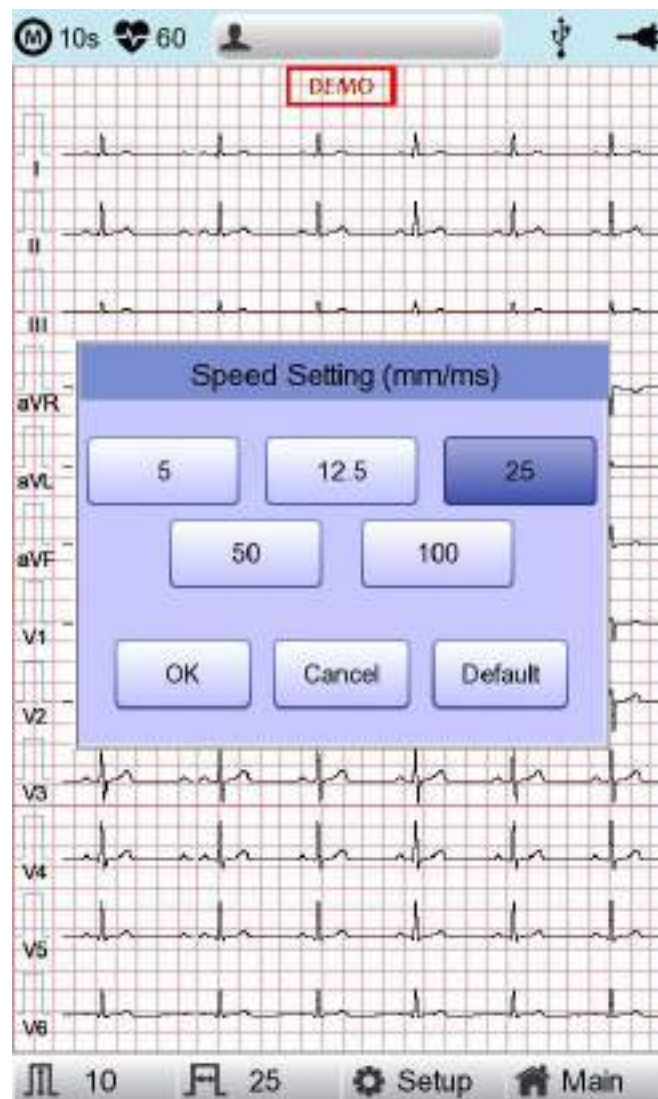 M 10s 60
DEMO
I
II
III
Speed Setting (mm/ms)
aVR
5 12.5 25
aVL
50 100
aVF
V1
OK Cancel Default
V2
V3
V4
V5
V6
10 25 Setup Main